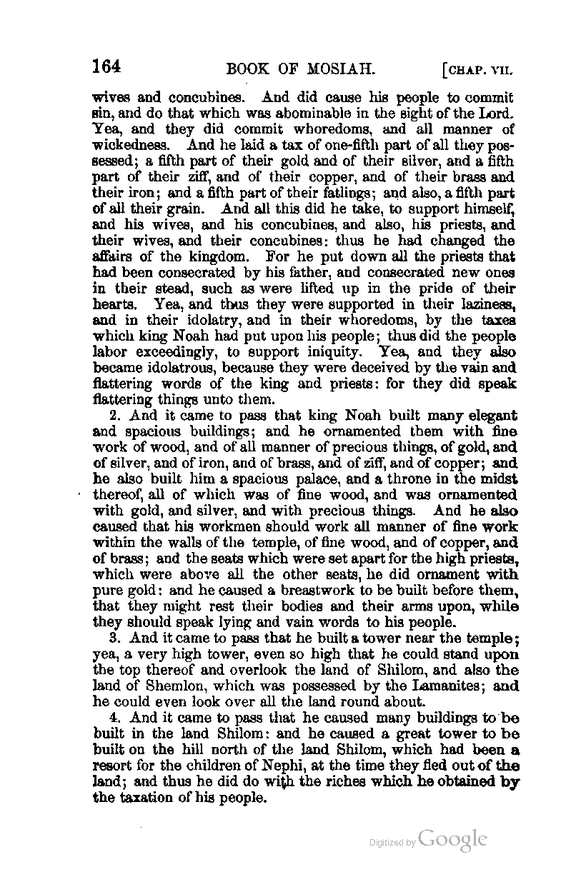 164 BOOK OF MOSIAH. [CHAP. VII.
wives and concubines. And did cause his people to commit
sin, and do that which was abominable in the sight of the Lord.
Yea, and they did commit whoredoms, and all manner of
wickedness. And he laid a tax of one-fifth part of all they pos-
sessed; a fifth part of their gold and of their silver, and a fifth
part of their ziff, and of their copper, and of their brass and
their iron; and a fifth part of their fatlings; and also, a fifth part
of all their grain. And all this did he take, to support himself,
and his wives, and his concubines, and also, his priests, and
their wives, and their concubines: thus he had changed the
affairs of the kingdom. For he put down all the priests that
had been consecrated by his father, and consecrated new ones
in their stead, such as were lifted up in the pride of their
hearts. Yea, and thus they were supported in their laziness,
and in their idolatry, and in their whoredoms, by the taxes
which king Noah had put upon his people; thus did the people
labor exceedingly, to support iniquity. Yea, and they also
became idolatrous, because they were deceived by the vain and
flattering words of the king and priests: for they did speak
flattering things unto them.
2. And it came to pass that king Noah built many elegant
and spacious buildings; and he ornamented them with fine
work of wood, and of all manner of precious things, of gold, and
of silver, and of iron, and of brass, and of ziff, and of copper; and
he also built him a spacious palace, and a throne in the midst
thereof, all of which was of fine wood, and was ornamented
with gold, and silver, and with precious things. And he also
caused that his workmen should work all manner of fine work
within the walls of the temple, of fine wood, and of copper, and
of brass; and the seats which were set apart for the high priests,
which were above all the other seats, he did ornament with
pure gold: and he caused a breastwork to be built before them,
that they might rest their bodies and their arms upon, while
they should speak lying and vain words to his people.
3. And it came to pass that he built a tower near the temple;
yea, a very high tower, even so high that he could stand upon
the top thereof and overlook the land of Shilom, and also the
land of Shemlon, which was possessed by the Lamanites; and
he could even look over all the land round about.
4. And it came to pass that he caused many buildings to be
built in the land Shilom: and he caused a great tower to be
built on the hill north of the land Shilom, which had been a
resort for the children of Nephi, at the time they fled out of the
land; and thus he did do with the riches which he obtained by
the taxation of his people.
Digitized by Google